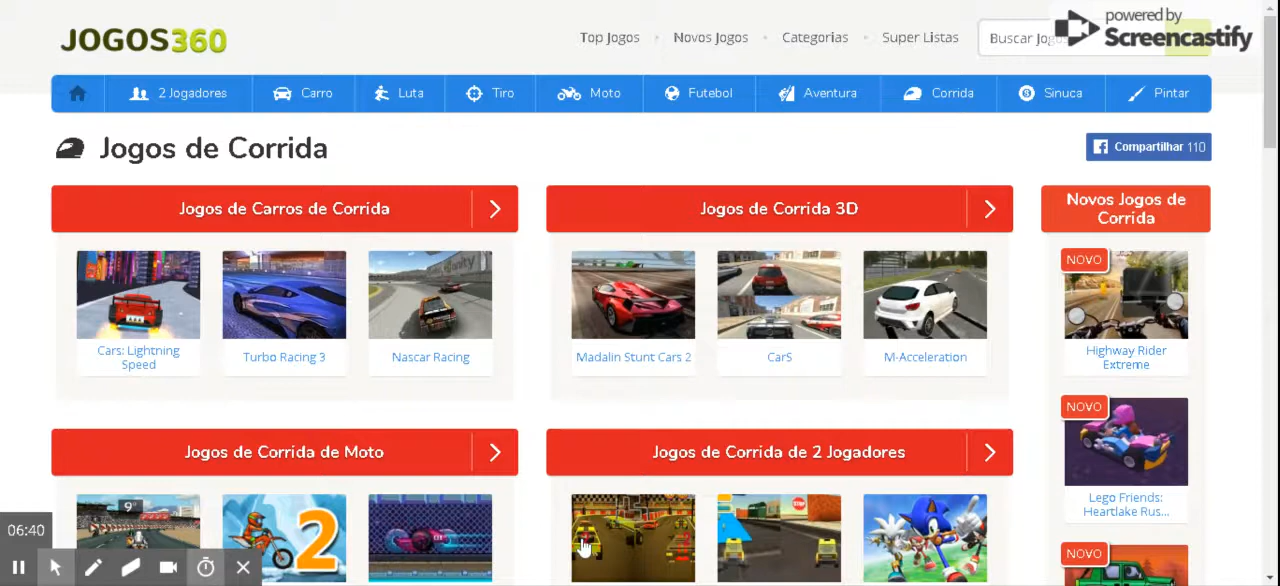 JOGOS360
Top Jogos
Novos Jogos
Categorias
Super Listas
Buscar Jogo
powered by
Screencastify
2 Jogadores
Carro
Luta
Tiro
Moto
Futebol
Aventura
Corrida
Sinuca
Pintar
Jogos de Corrida
Compartilhar 110
Jogos de Carros de Corrida
Jogos de Corrida 3D
Novos Jogos de
Corrida
Cars: Lightning
Speed
Turbo Racing 3
Nascar Racing
Madalin Stunt Cars 2
CarS
M-Acceleration
NOVO
Highway Rider
Extreme
NOVO
Lego Friends:
Heartlake Rus...
Jogos de Corrida de Moto
Jogos de Corrida de 2 Jogadores
9°
2
STOP
NOVO
06:40